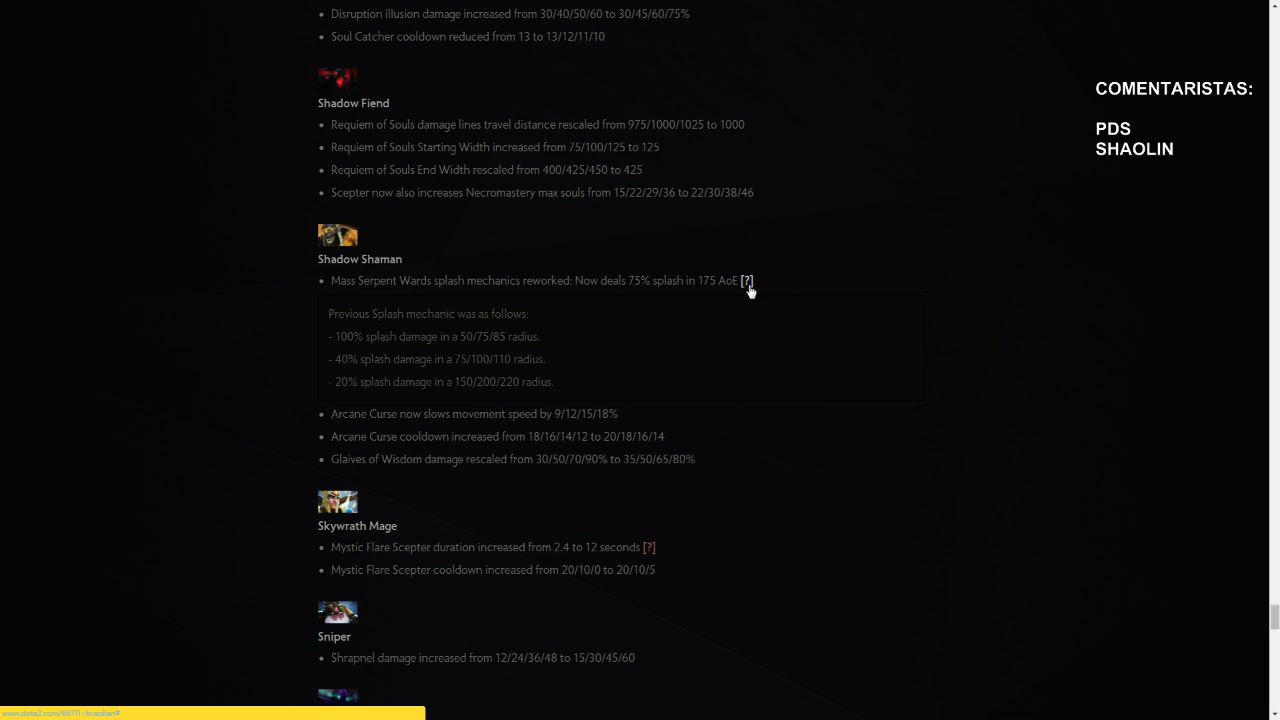 • Disruption illusion damage increased from 30/40/50/60 to 30/45/60/75%
• Soul Catcher cooldown reduced from 13 to 13/12/11/10
Shadow Fiend
• Requiem of Souls damage lines travel distance rescaled from 975/1000/1025 to 1000
• Requiem of Souls Starting Width increased from 75/100/125 to 125
• Requiem of Souls End Width rescaled from 400/425/450 to 425
• Scepter now also increases Necromastery max souls from 15/22/29/36 to 22/30/38/46
Shadow Shaman
• Mass Serpent Wards splash mechanics reworked: Now deals 75% splash in 175 AoE [?]
Previous Splash mechanic was as follows:
- 100% splash damage in a 50/75/85 radius.
- 40% splash damage in a 75/100/110 radius.
- 20% splash damage in a 150/200/220 radius.
• Arcane Curse now slows movement speed by 9/12/15/18%
• Arcane Curse cooldown increased from 18/16/14/12 to 20/18/16/14
• Glaives of Wisdom damage rescaled from 30/50/70/90% to 35/50/65/80%
Skywrath Mage
• Mystic Flare Scepter duration increased from 2.4 to 12 seconds [?]
• Mystic Flare Scepter cooldown increased from 20/10/0 to 20/10/5
Sniper
• Shrapnel damage increased from 12/24/36/48 to 15/30/45/60
COMENTARISTAS:
PDS
SHAOLIN